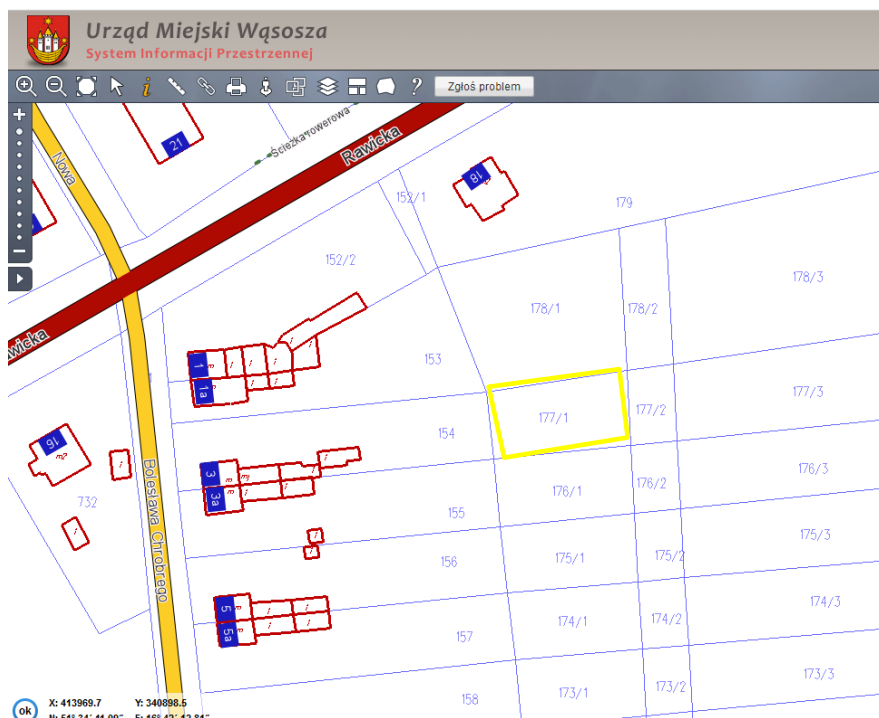 Urząd Miejski Wąsosza
System Informacji Przestrzennej
i
?
Zgłoś problem
Nowa
21
Ścieżka rowerowa
Rawicka
18
152/1
179
152/2
178/3
178/1
178/2
awicka
1
m
i
i
i
i
i
1a
i
i
153
177/3
177/1
177/2
154
16
m2
i
3
m
mg
3a
m
i
i
176/3
176/1
176/2
732
i
155
i
i
175/3
156
175/1
175/2
Bolesława Chrobrego
5
m
i
i
5a
i
i
174/3
174/1
174/2
157
173/3
173/1
173/2
158
ok
X: 413969.7
Y: 340898.5